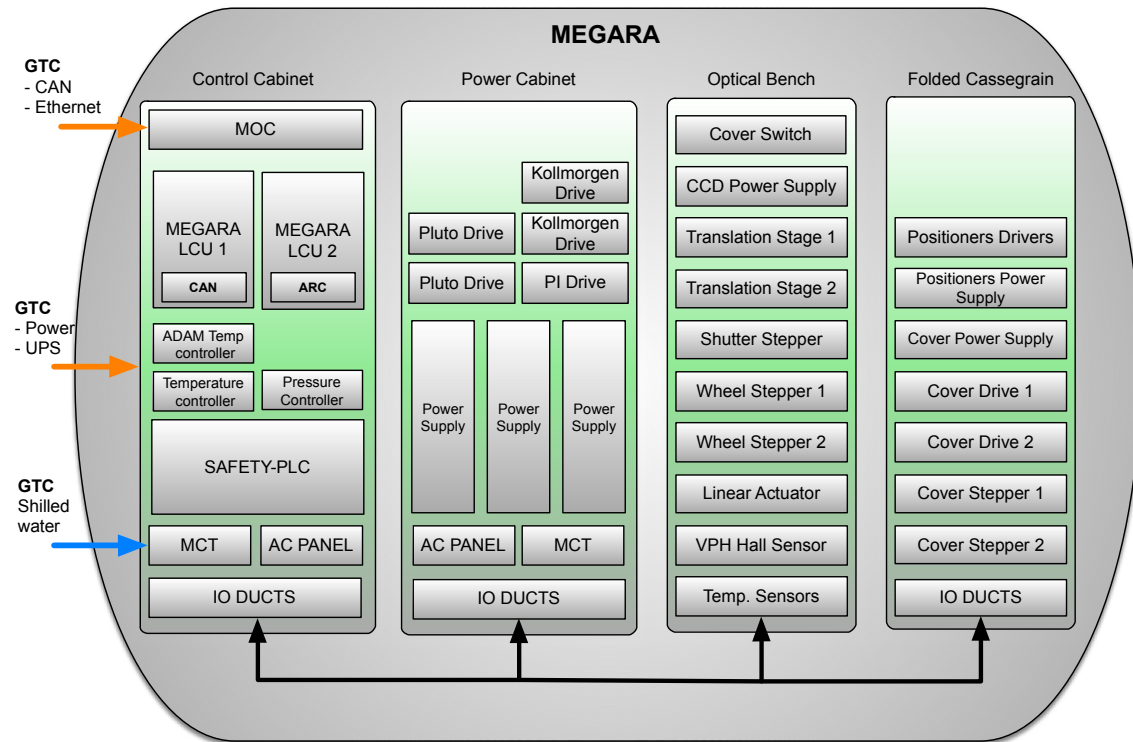 MEGARA
GTC
- CAN
- Ethernet
GTC
- Power
- UPS
GTC
Shilled
water
Control Cabinet
MOC
MEGARA
LCU 1
CAN
MEGARA
LCU 2
ARC
ADAM Temp
controller
Temperature
controller
Pressure
Controller
SAFETY-PLC
MCT
AC PANEL
IO DUCTS
Power Cabinet
Kollmorgen
Drive
Pluto Drive
Kollmorgen
Drive
Pluto Drive
PI Drive
Power
Supply
Power
Supply
Power
Supply
AC PANEL
MCT
IO DUCTS
Optical Bench
Cover Switch
CCD Power Supply
Translation Stage 1
Translation Stage 2
Shutter Stepper
Wheel Stepper 1
Wheel Stepper 2
Linear Actuator
VPH Hall Sensor
Temp. Sensors
Folded Cassegrain
Positioners Drivers
Positioners Power
Supply
Cover Power Supply
Cover Drive 1
Cover Drive 2
Cover Stepper 1
Cover Stepper 2
IO DUCTS